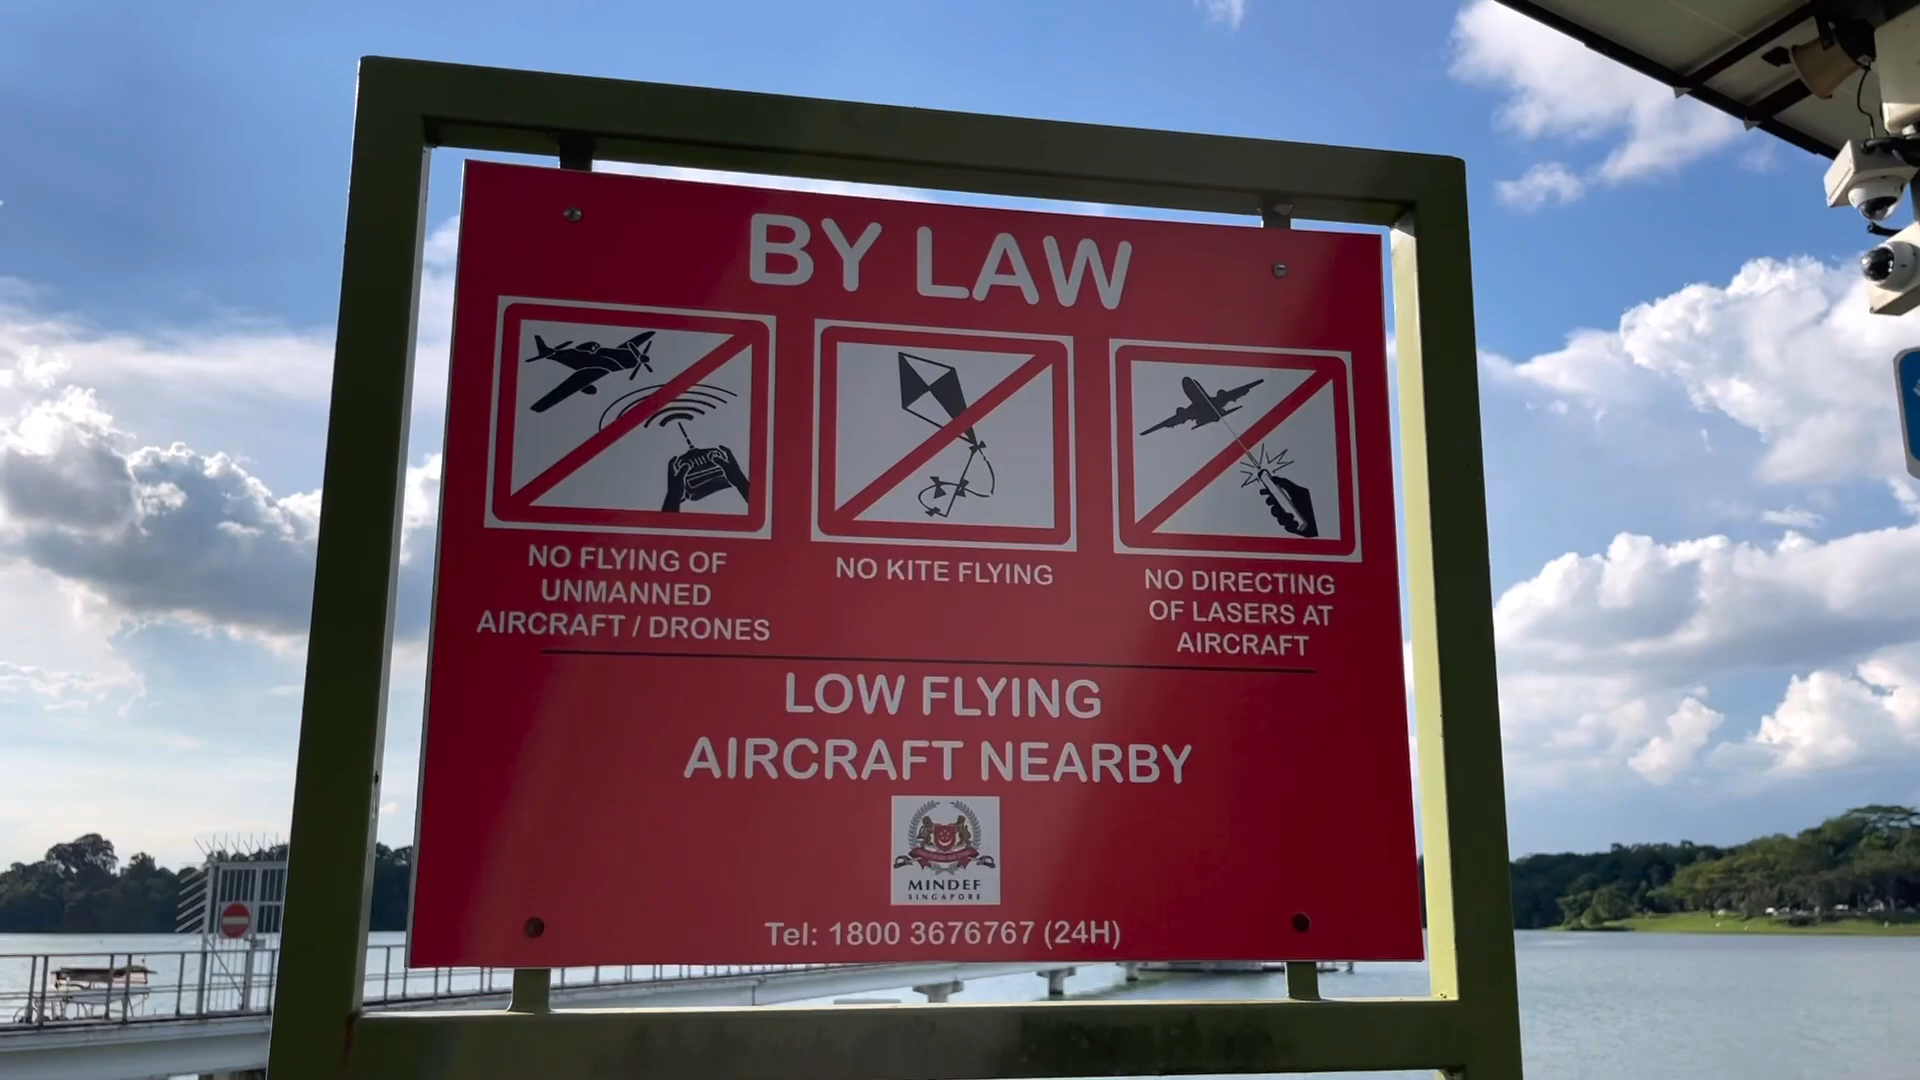 BY LAW
NO FLYING OF
UNMANNED
AIRCRAFT / DRONES
NO KITE FLYING
NO DIRECTING
OF LASERS AT
AIRCRAFT
LOW FLYING
AIRCRAFT NEARBY
MINDEF
SINGAPORE
Tel: 1800 3676767 (24H)